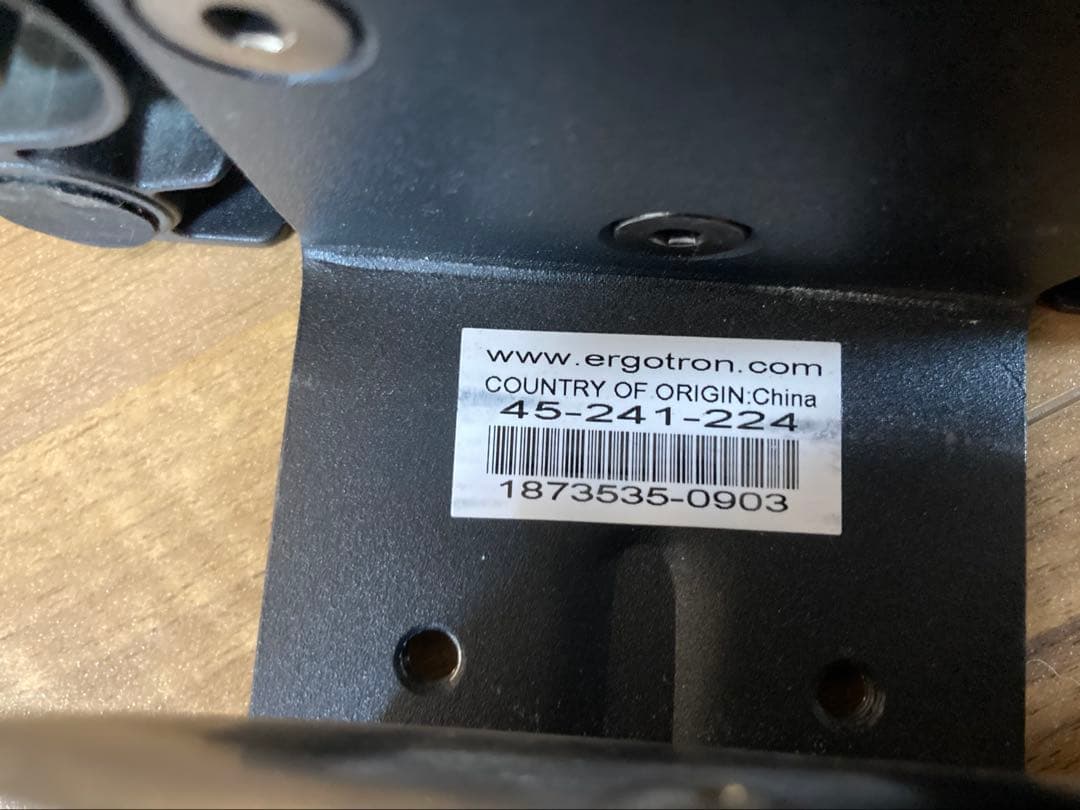 www.ergotron.com
COUNTRY OF ORIGIN:China
45-241-224
1873535-0903